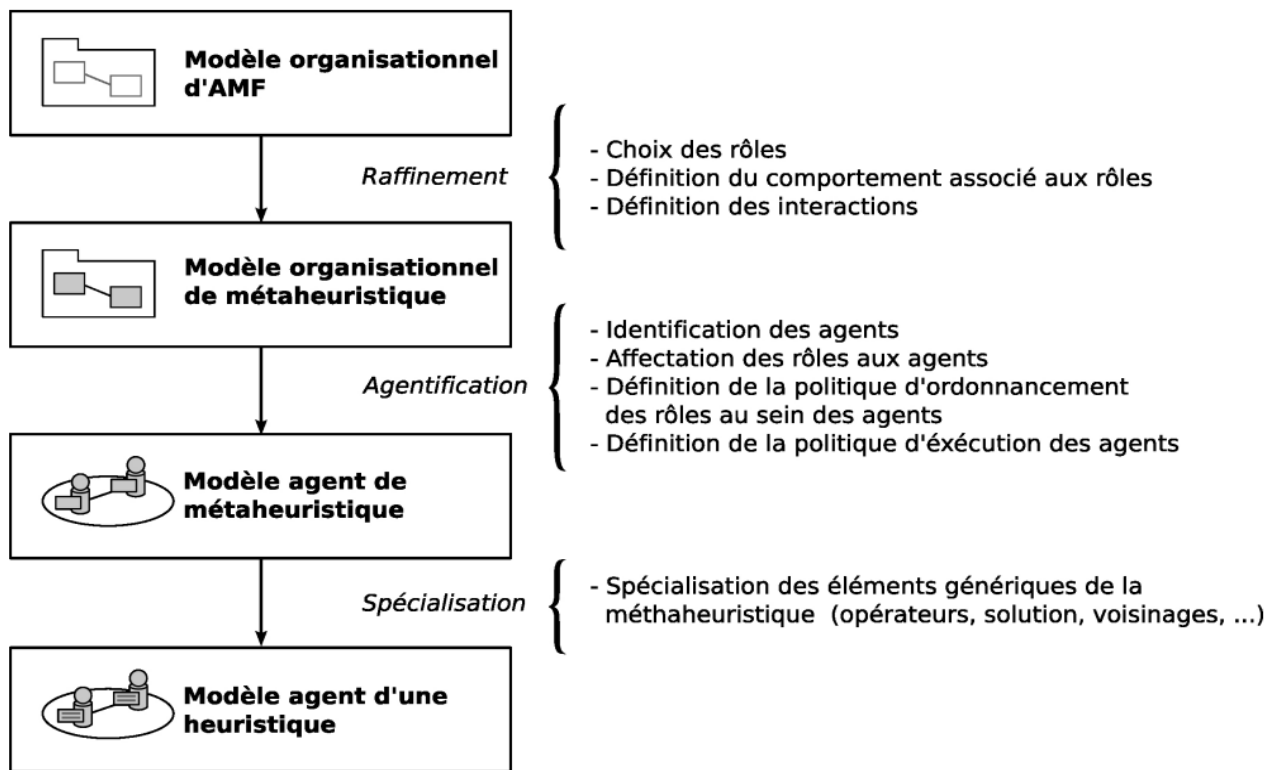 Modèle organisationnel
d'AMF
Raffinement
- Choix des rôles
- Définition du comportement associé aux rôles
- Définition des interactions
Modèle organisationnel
de métaheuristique
Agentification
- Identification des agents
- Affectation des rôles aux agents
- Définition de la politique d'ordonnancement
des rôles au sein des agents
- Définition de la politique d'éxécution des agents
Modèle agent de
métaheuristique
Spécialisation
- Spécialisation des éléments génériques de la
méthaheuristique (opérateurs, solution, voisinages, ...)
Modèle agent d'une
heuristique